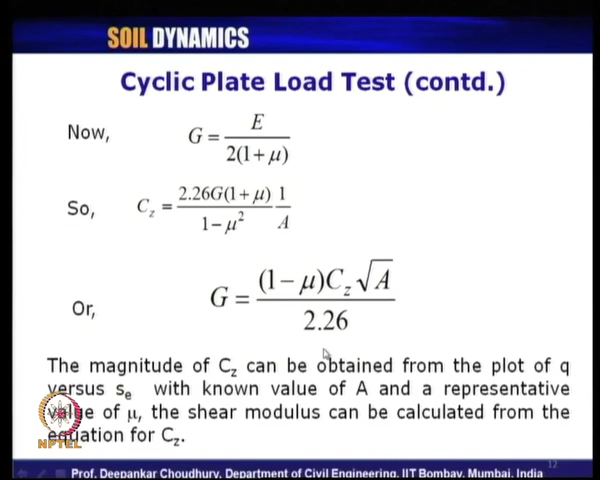 SOIL DYNAMICS
Cyclic Plate Load Test (contd.)
Now, G = E / 2(1 + μ)
So, C_z = 2.26G(1 + μ) / 1 − μ² 1 / A
Or, G = (1 − μ)C_z√A / 2.26
The magnitude of C_z can be obtained from the plot of q
versus s_e with known value of A and a representative
value of μ, the shear modulus can be calculated from the
equation for C_z.
NPTEL
12
Prof. Deepankar Choudhury, Department of Civil Engineering, IIT Bombay, Mumbai, India